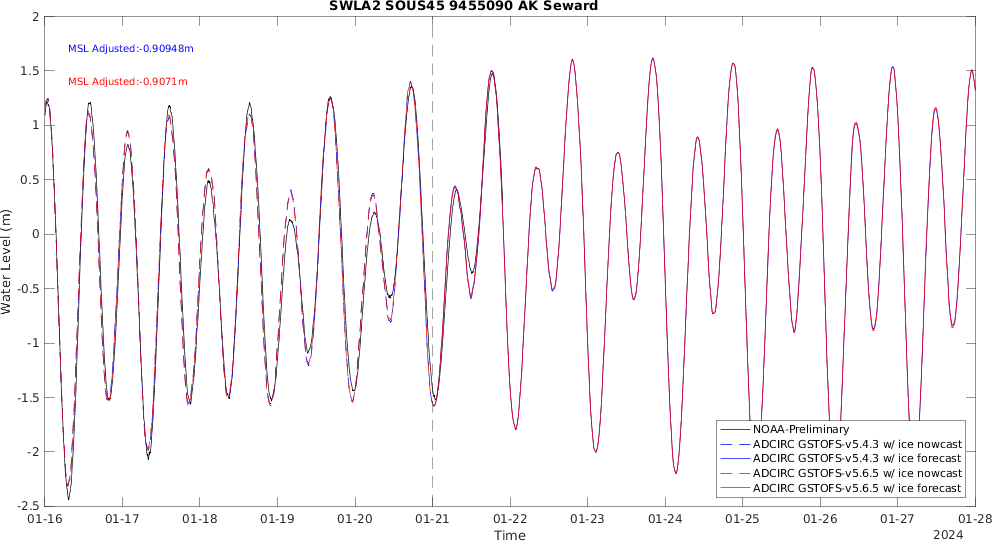 SWLA2 SOUS45 9455090 AK Seward
MSL Adjusted:-0.90948m
MSL Adjusted:-0.9071m
Water Level (m)
2
1.5
1
0.5
0
-0.5
-1
-1.5
-2
-2.5
NOAA-Preliminary
ADCIRC GSTOFS-v5.4.3 w/ ice nowcast
ADCIRC GSTOFS-v5.4.3 w/ ice forecast
ADCIRC GSTOFS-v5.6.5 w/ ice nowcast
ADCIRC GSTOFS-v5.6.5 w/ ice forecast
01-16 01-17 01-18 01-19 01-20 01-21 01-22 01-23 01-24 01-25 01-26 01-27 01-28
Time
2024